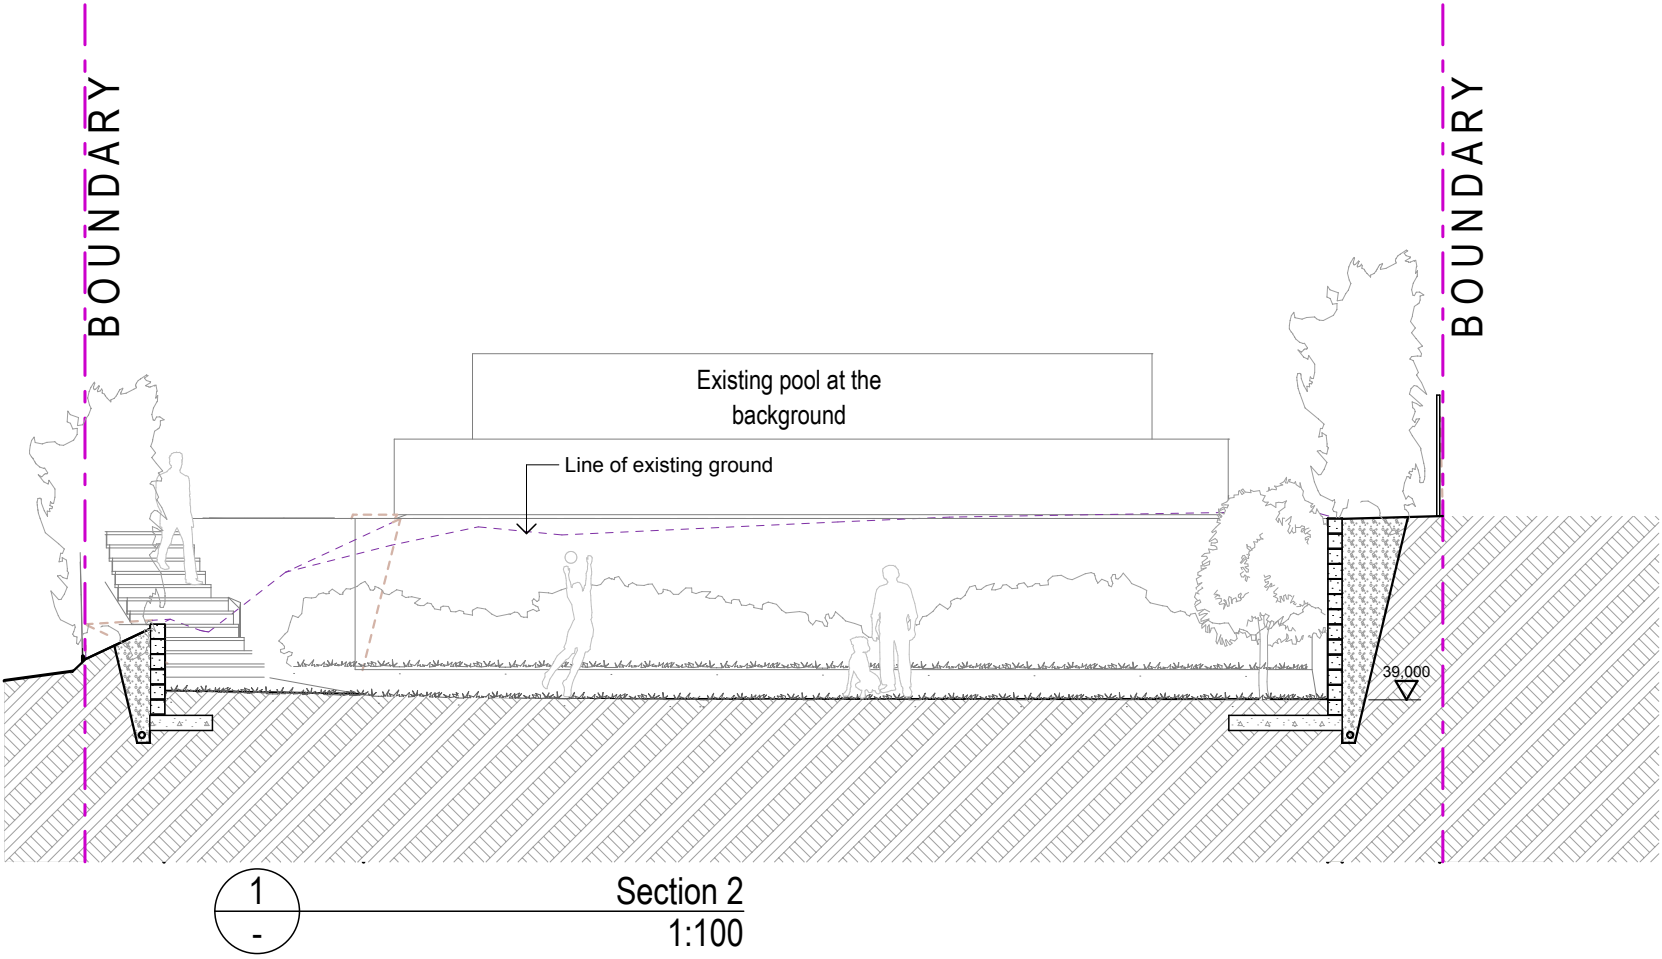 BOUNDARY
BOUNDARY
Existing pool at the
background
Line of existing ground
39,000
1
-
Section 2
1:100